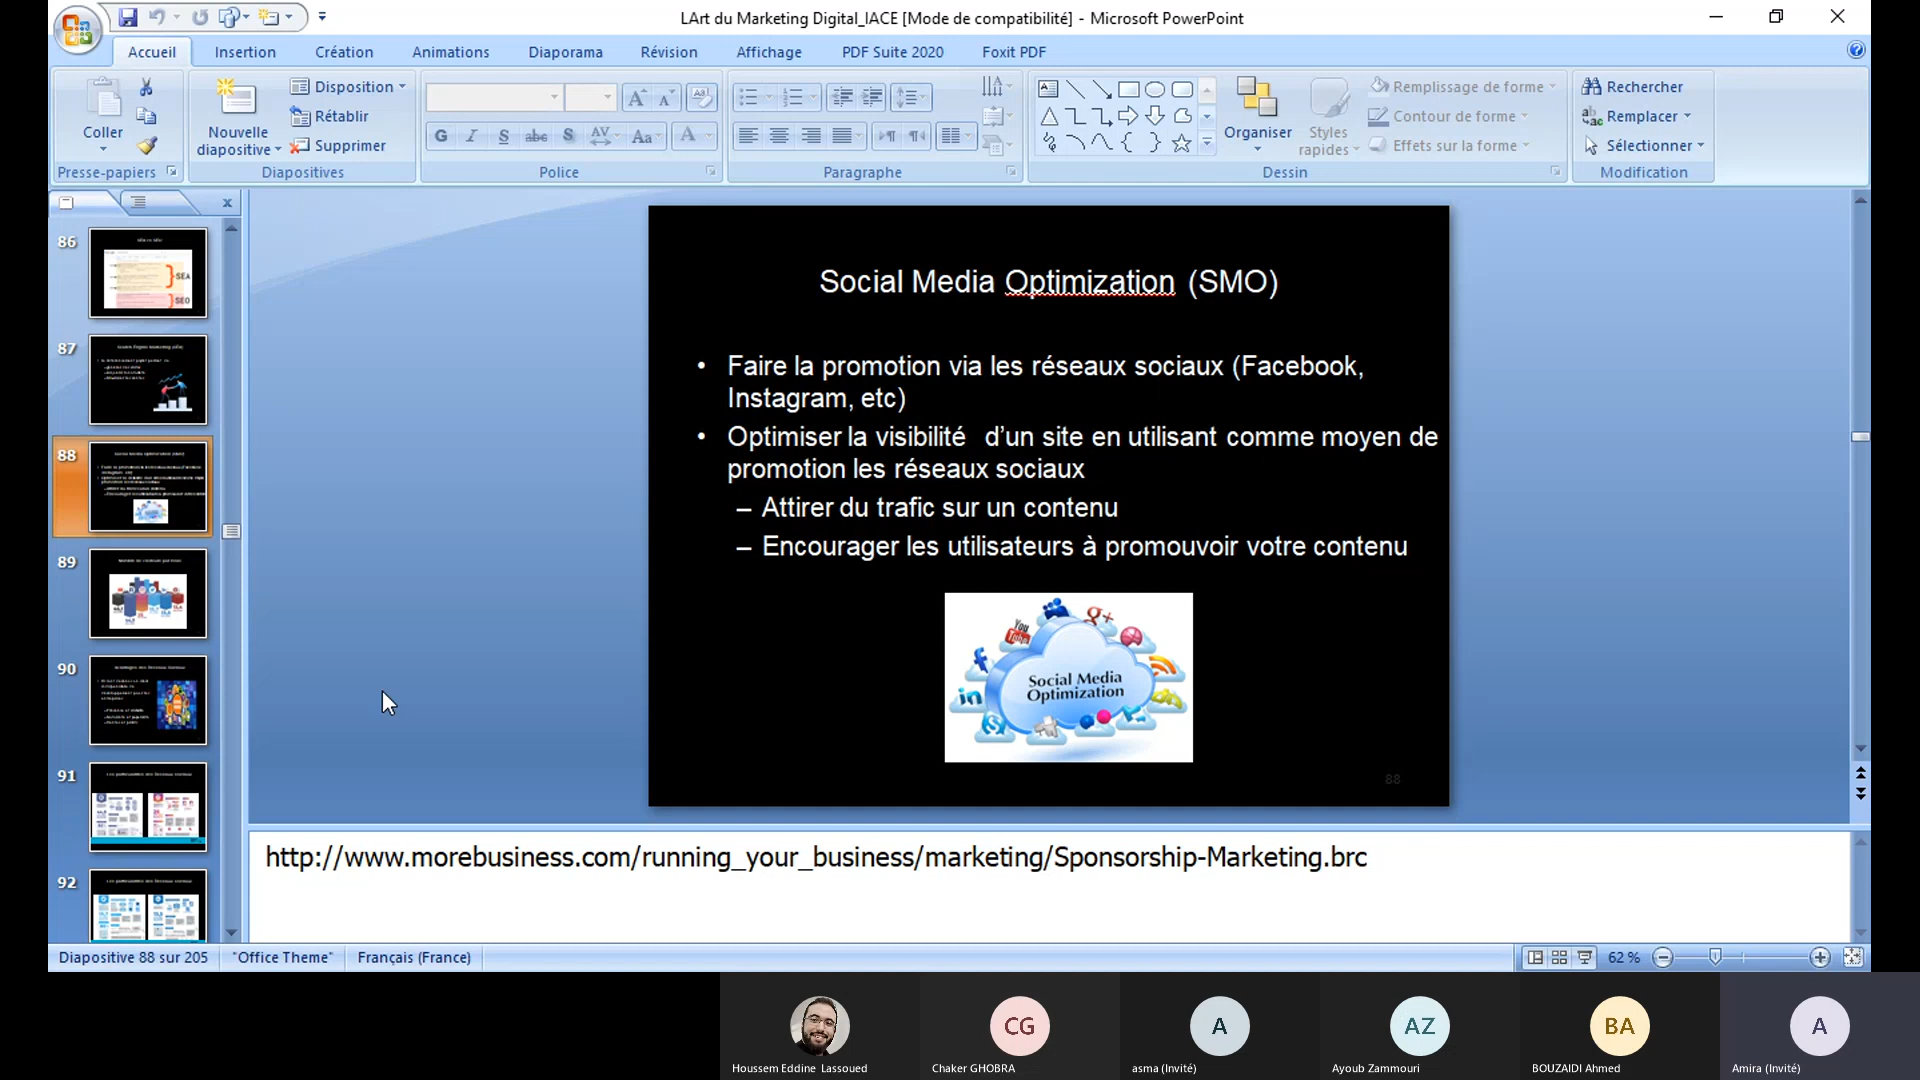 LArt du Marketing Digital_IACE [Mode de compatibilité] - Microsoft PowerPoint
Accueil
Insertion
Création
Animations
Diaporama
Révision
Affichage
PDF Suite 2020
Foxit PDF
Coller
Nouvelle
diapositive
Disposition
Rétablir
Supprimer
Organiser
Styles
rapides
Remplissage de forme
Contour de forme
Effets sur la forme
Rechercher
Remplacer
Sélectionner
Presse-papiers
Diapositives
Police
Paragraphe
Dessin
Modification
86
SEA
SEO
87
88
89
90
91
92
Social Media Optimization (SMO)
• Faire la promotion via les réseaux sociaux (Facebook,
Instagram, etc)
• Optimiser la visibilité d’un site en utilisant comme moyen de
promotion les réseaux sociaux
– Attirer du trafic sur un contenu
– Encourager les utilisateurs à promouvoir votre contenu
You
Tube
g+
f
in
Social Media
Optimization
88
http://www.morebusiness.com/running_your_business/marketing/Sponsorship-Marketing.brc
Diapositive 88 sur 205
"Office Theme"
Français (France)
62 %
CG
A
AZ
BA
A
Houssem Eddine Lassoued
Chaker GHOBRA
asma (Invité)
Ayoub Zammouri
BOUZAIDI Ahmed
Amira (Invité)